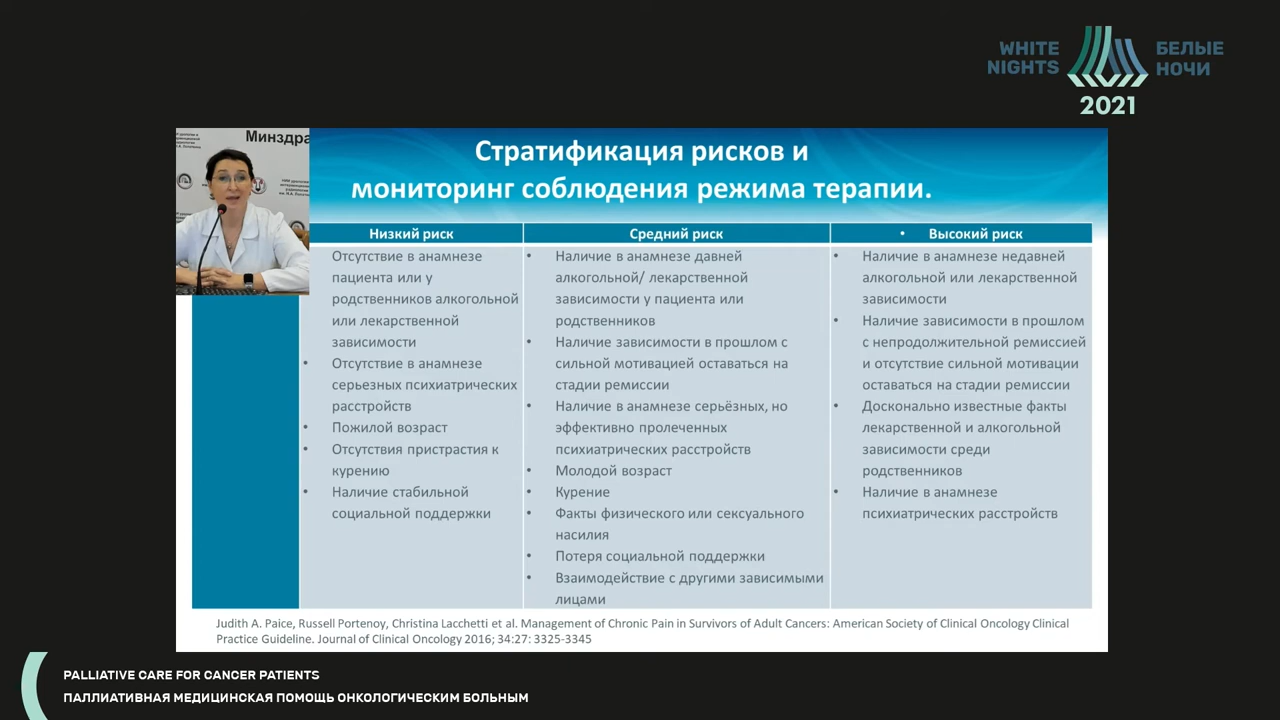 WHITE NIGHTS
БЕЛЫЕ НОЧИ
2021
Минздра
Стратификация рисков и
мониторинг соблюдения режима терапии.
Низкий риск
Отсутствие в анамнезе
пациента или у
родственников алкогольной
или лекарственной
зависимости
• Отсутствие в анамнезе
серьезных психиатрических
расстройств
• Пожилой возраст
• Отсутствия пристрастия к
курению
• Наличие стабильной
социальной поддержки
Средний риск
• Наличие в анамнезе давней
алкогольной/ лекарственной
зависимости у пациента или
родственников
• Наличие зависимости в прошлом с
сильной мотивацией оставаться на
стадии ремиссии
• Наличие в анамнезе серьёзных, но
эффективно пролеченных
психиатрических расстройств
• Молодой возраст
• Курение
• Факты физического или сексуального
насилия
• Потеря социальной поддержки
• Взаимодействие с другими зависимыми
лицами
• Высокий риск
• Наличие в анамнезе недавней
алкогольной или лекарственной
зависимости
• Наличие зависимости в прошлом
с непродолжительной ремиссией
и отсутствие сильной мотивации
оставаться на стадии ремиссии
• Досконально известные факты
лекарственной и алкогольной
зависимости среди
родственников
• Наличие в анамнезе
психиатрических расстройств
Judith A. Paice, Russell Portenoy, Christina Lacchetti et al. Management of Chronic Pain in Survivors of Adult Cancers: American Society of Clinical Oncology Clinical
Practice Guideline. Journal of Clinical Oncology 2016; 34:27: 3325-3345
PALLIATIVE CARE FOR CANCER PATIENTS
ПАЛЛИАТИВНАЯ МЕДИЦИНСКАЯ ПОМОЩЬ ОНКОЛОГИЧЕСКИМ БОЛЬНЫМ